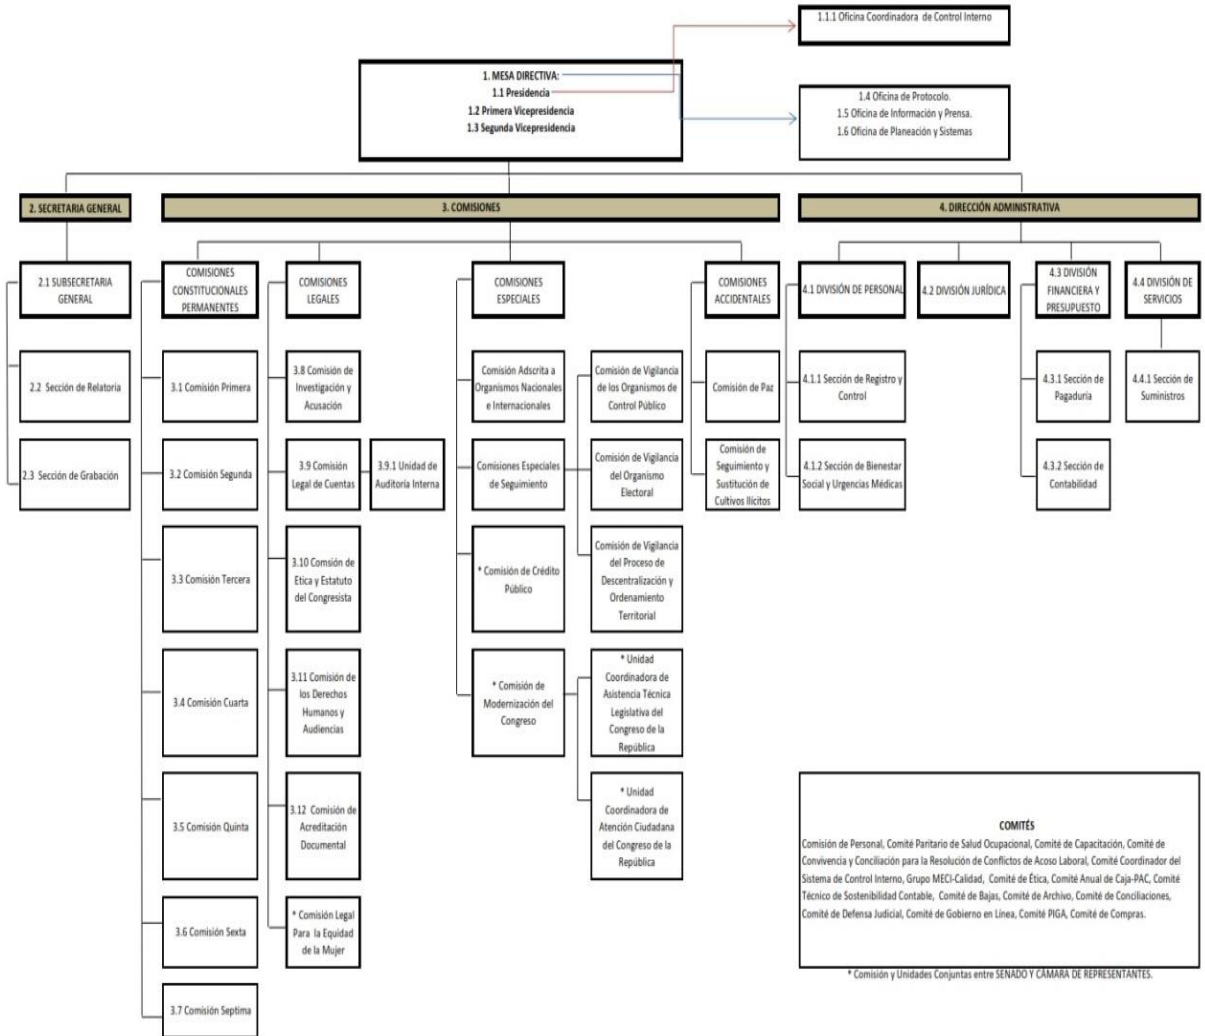 1.1.1 Oficina Coordinadora de Control Interno
1. MESA DIRECTIVA:
1.1 Presidencia
1.2 Primera Vicepresidencia
1.3 Segunda Vicepresidencia
1.4 Oficina de Protocolo.
1.5 Oficina de Información y Prensa.
1.6 Oficina de Planeación y Sistemas
2. SECRETARIA GENERAL
3. COMISIONES
4. DIRECCIÓN ADMINISTRATIVA
2.1 SUBSECRETARIA
GENERAL
COMISIONES
CONSTITUCIONALES
PERMANENTES
COMISIONES
LEGALES
COMISIONES
ESPECIALES
COMISIONES
ACCIDENTALES
4.1 DIVISIÓN DE PERSONAL
4.2 DIVISIÓN JURÍDICA
4.3 DIVISIÓN
FINANCIERA Y
PRESUPUESTO
4.4 DIVISIÓN DE
SERVICIOS
2.2 Sección de Relatoria
3.1 Comisión Primera
3.8 Comisión de
Investigación y
Acusación
Comisión Adscrita a
Organismos Nacionales
e Internacionales
Comisión de Vigilancia
de los Organismos de
Control Público
Comisión de Paz
4.1.1 Sección de Registro y
Control
4.3.1 Sección de
Pagaduría
4.4.1 Sección de
Suministros
2.3 Sección de Grabación
3.2 Comisión Segunda
3.9 Comisión
Legal de Cuentas
3.9.1 Unidad de
Auditoría Interna
Comisiones Especiales
de Seguimiento
Comisión de Vigilancia
del Organismo
Electoral
Comisión de
Seguimiento y
Sustitución de
Cultivos Ilícitos
4.1.2 Sección de Bienestar
Social y Urgencias Médicas
4.3.2 Sección de
Contabilidad
3.3 Comisión Tercera
3.10 Comsión de
Etica y Estatuto
del Congresista
* Comisión de Crédito
Público
Comisión de Vigilancia
del Proceso de
Descentralización y
Ordenamiento
Territorial
3.4 Comisión Cuarta
3.11 Comisión de
los Derechos
Humanos y
Audiencias
* Comisión de
Modernización del
Congreso
* Unidad
Coordinadora de
Asistencia Técnica
Legislativa del
Congreso de la
República
3.5 Comisión Quinta
3.12 Comisión de
Acreditación
Documental
* Unidad
Coordinadora de
Atención Ciudadana
del Congreso de la
República
3.6 Comisión Sexta
* Comisión Legal
Para la Equidad
de la Mujer
3.7 Comisión Septima
COMITÉS
Comisión de Personal, Comité Paritario de Salud Ocupacional, Comité de Capacitación, Comité de
Convivencia y Conciliación para la Resolución de Conflictos de Acoso Laboral, Comité Coordinador del
Sistema de Control Interno, Grupo MECI-Calidad, Comité de Ética, Comité Anual de Caja-PAC, Comité
Técnico de Sostenibilidad Contable, Comité de Bajas, Comité de Archivo, Comité de Conciliaciones,
Comité de Defensa Judicial, Comité de Gobierno en Línea, Comité PIGA, Comité de Compras.
* Comisión y Unidades Conjuntas entre SENADO Y CÁMARA DE REPRESENTANTES.